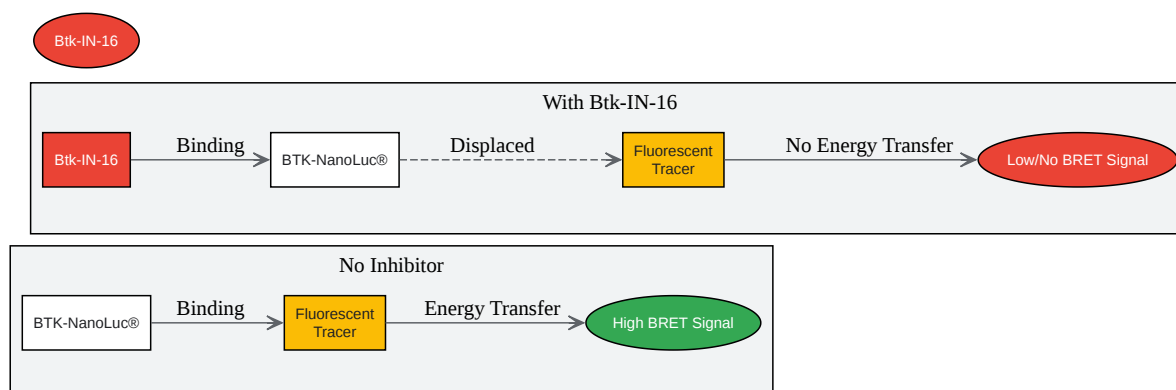 Btk-IN-16
With Btk-IN-16
Btk-IN-16
Binding
BTK-NanoLuc®
Displaced
Fluorescent
Tracer
No Energy Transfer
Low/No BRET Signal
No Inhibitor
BTK-NanoLuc®
Binding
Fluorescent
Tracer
Energy Transfer
High BRET Signal